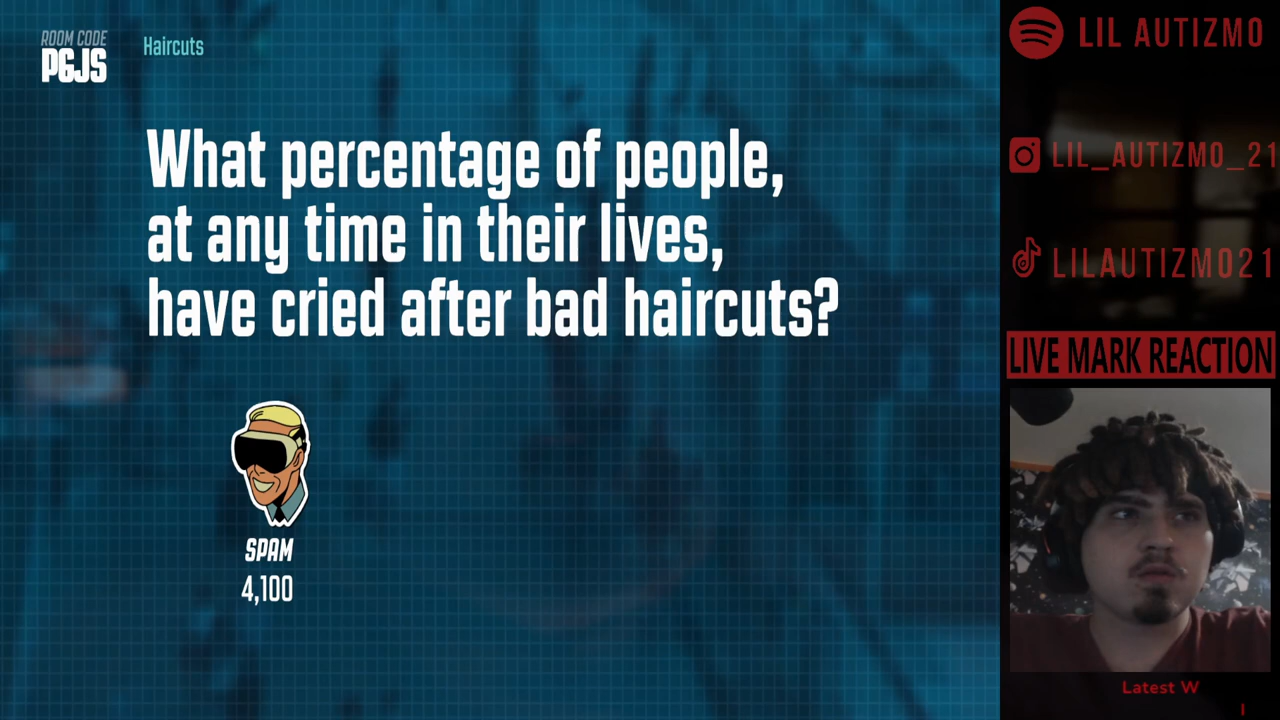 ROOM CODE
P6JS
Haircuts
What percentage of people,
at any time in their lives,
have cried after bad haircuts?
SPAM
4,100
LIL AUTIZMO
LIL_AUTIZMO_21
LILAUTIZMO21
LIVE MARK REACTION
Latest W